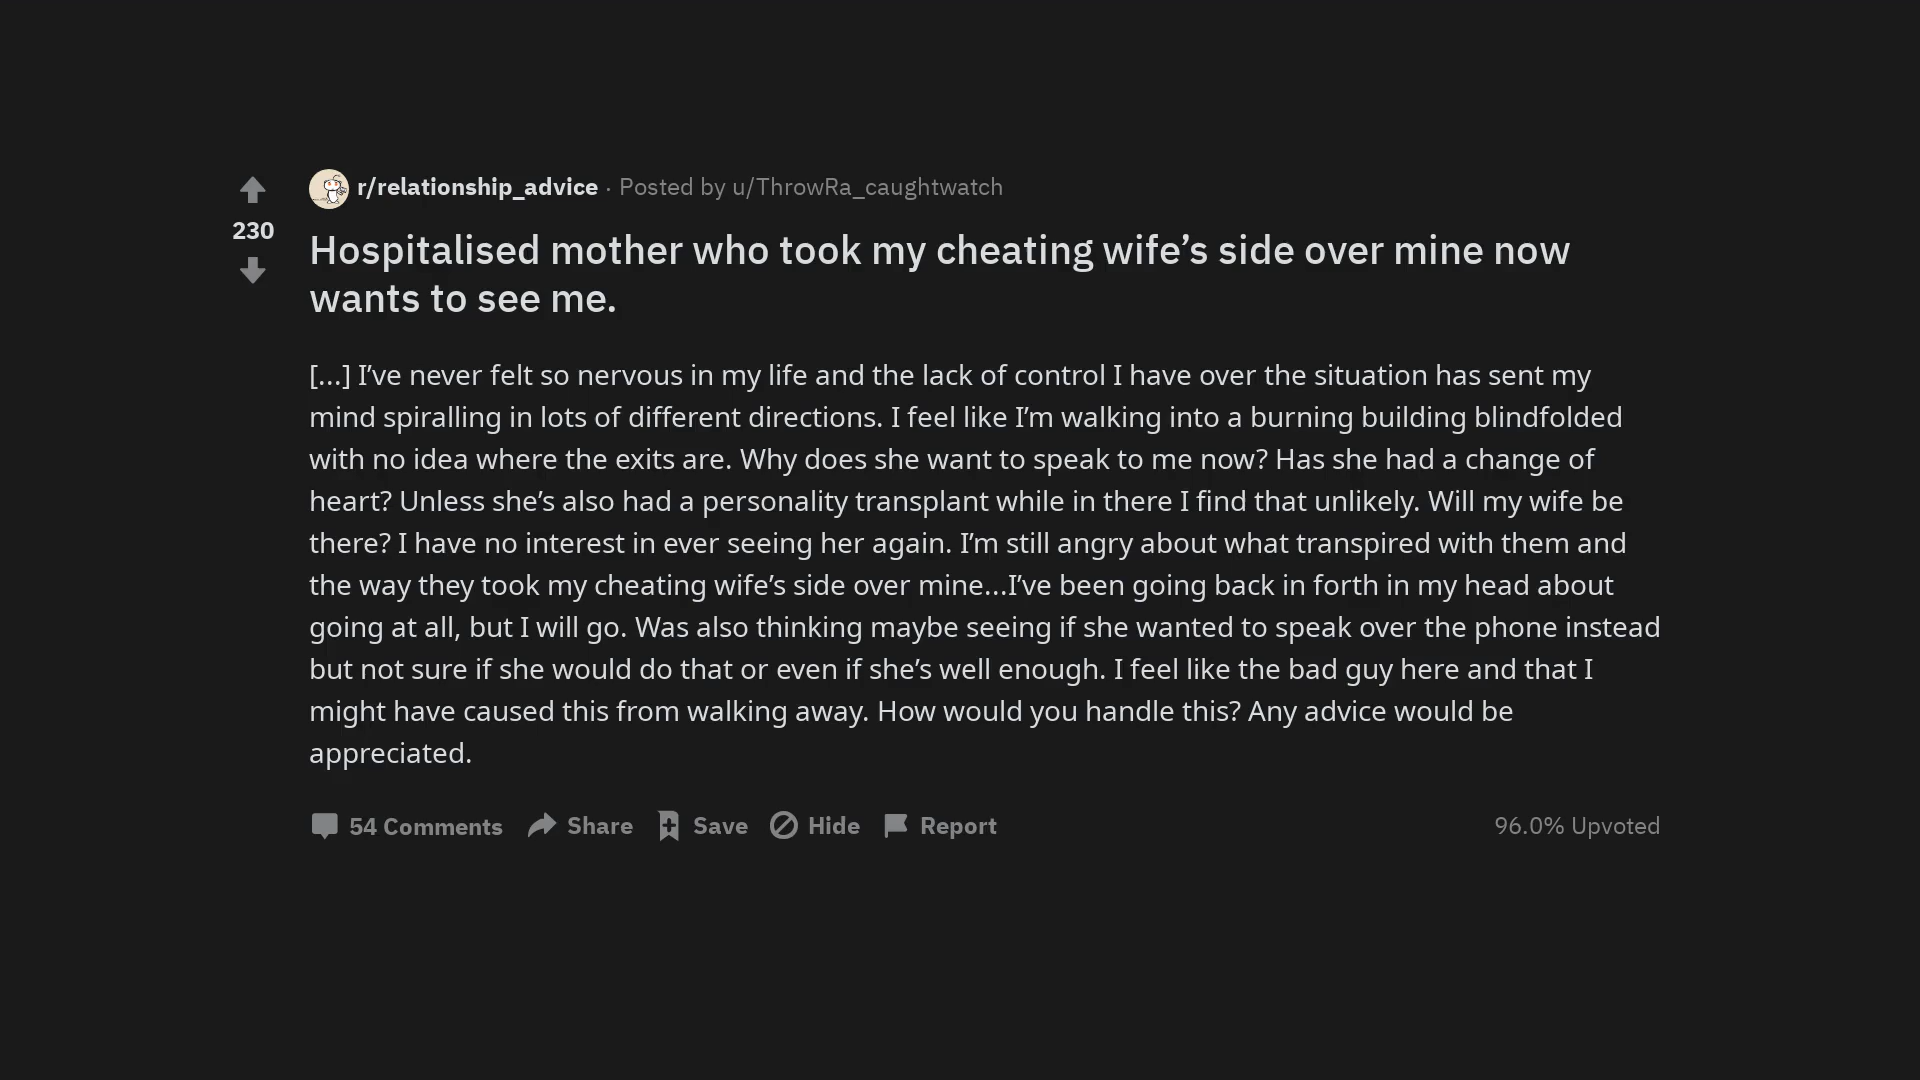 r/relationship_advice · Posted by u/ThrowRa_caughtwatch
230
Hospitalised mother who took my cheating wife’s side over mine now
wants to see me.
[...] I’ve never felt so nervous in my life and the lack of control I have over the situation has sent my
mind spiralling in lots of different directions. I feel like I’m walking into a burning building blindfolded
with no idea where the exits are. Why does she want to speak to me now? Has she had a change of
heart? Unless she’s also had a personality transplant while in there I find that unlikely. Will my wife be
there? I have no interest in ever seeing her again. I’m still angry about what transpired with them and
the way they took my cheating wife’s side over mine...I’ve been going back in forth in my head about
going at all, but I will go. Was also thinking maybe seeing if she wanted to speak over the phone instead
but not sure if she would do that or even if she’s well enough. I feel like the bad guy here and that I
might have caused this from walking away. How would you handle this? Any advice would be
appreciated.
54 Comments Share Save Hide Report 96.0% Upvoted